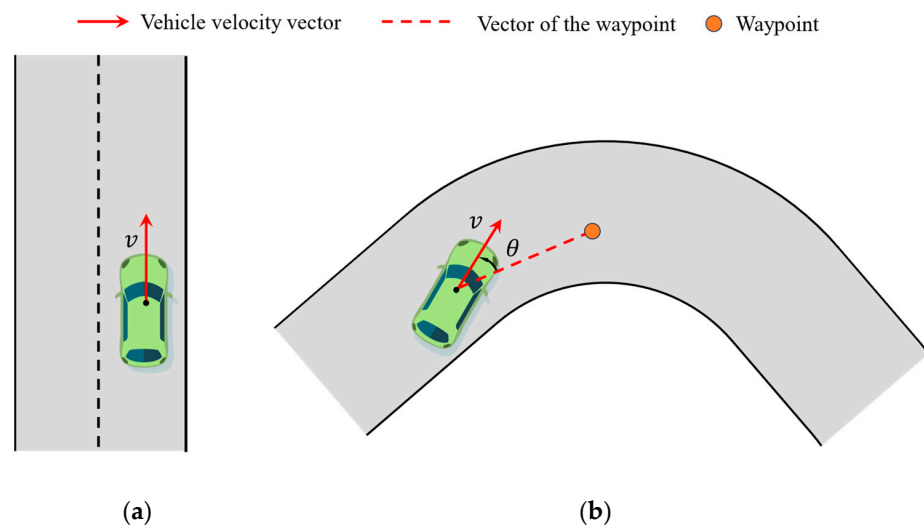 Vehicle velocity vector Vector of the waypoint Waypoint
v
v
θ
(a) (b)